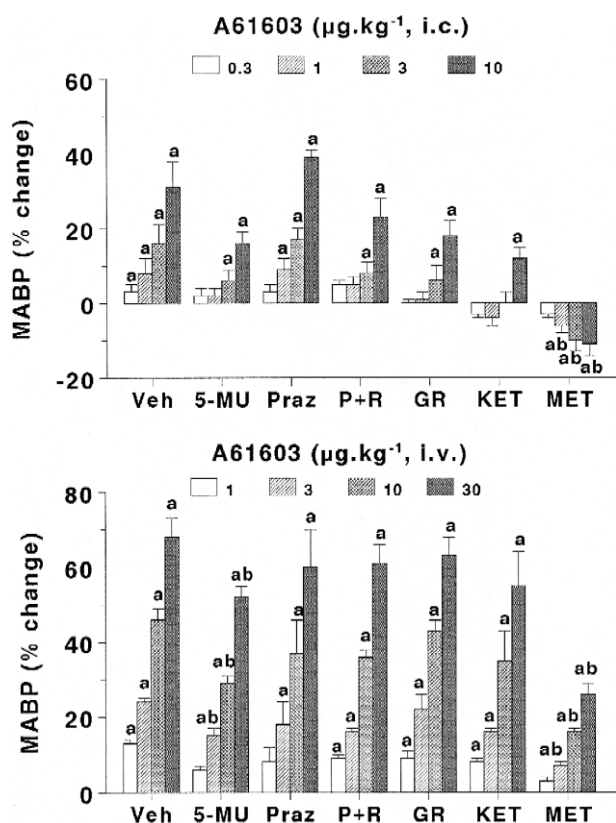 A61603 (µg.kg⁻¹, i.c.)
0.3 1 3 10
MABP (% change)
60
40
20
0
-20
a a a a
a a
a a a
a a
a a
a
ab ab ab
Veh 5-MU Praz P+R GR KET MET
A61603 (µg.kg⁻¹, i.v.)
1 3 10 30
MABP (% change)
80
60
40
20
0
a a a a
ab ab ab
a a a
a a a a
a a a a
a a a a
ab ab ab
Veh 5-MU Praz P+R GR KET MET